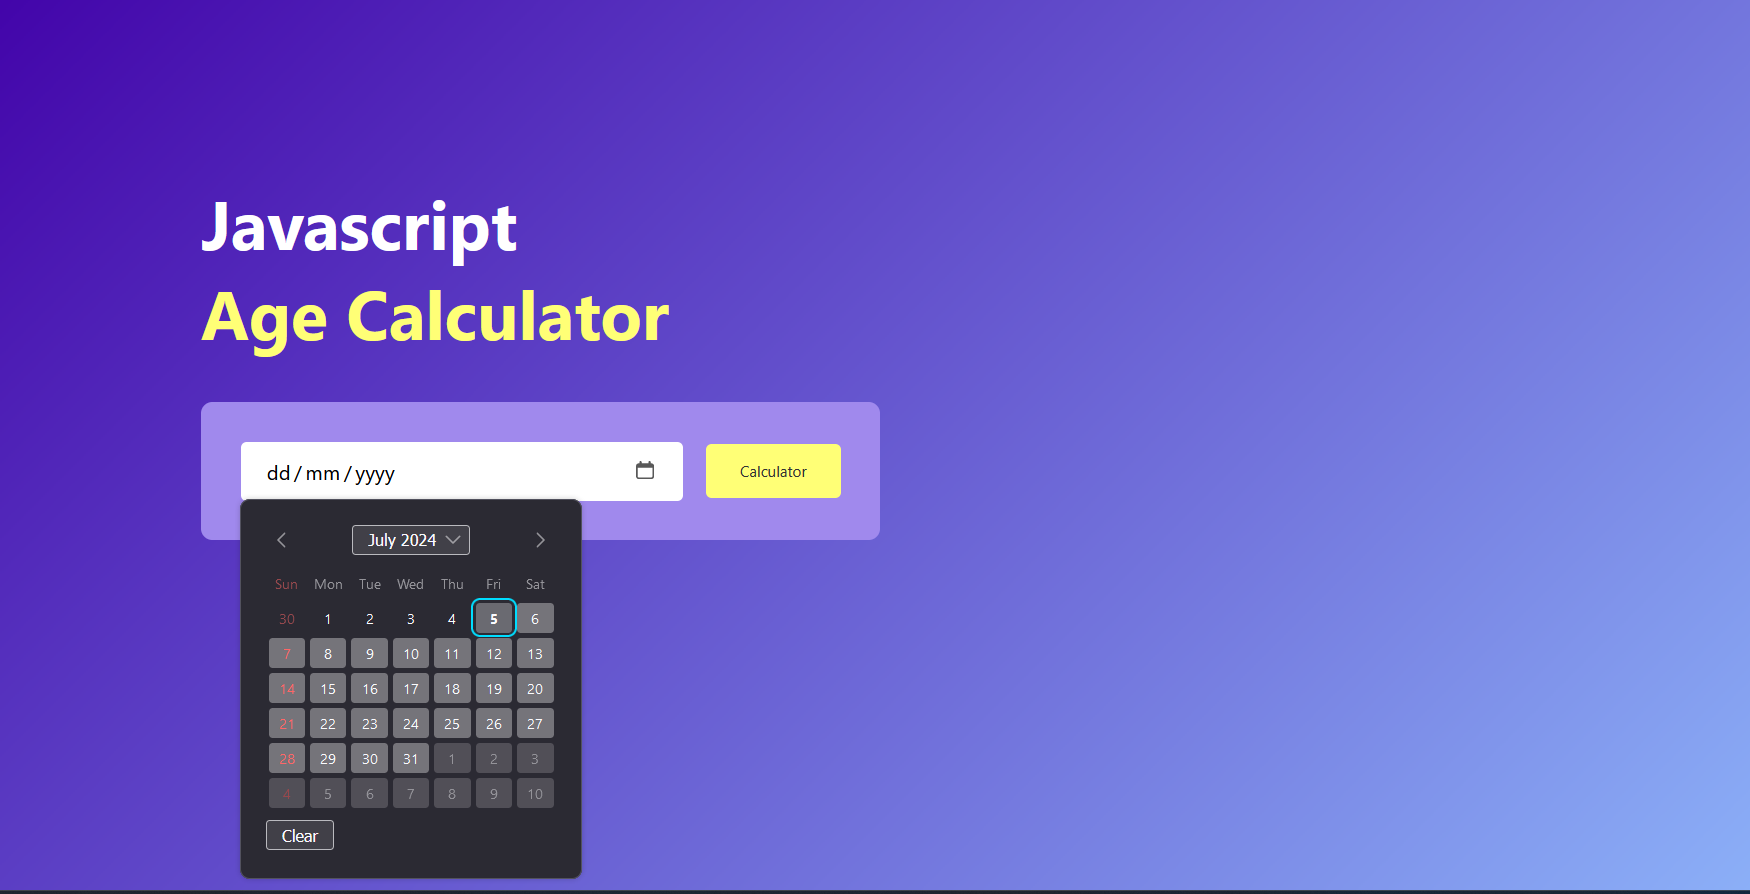 Javascript
Age Calculator
dd / mm / yyyy
Calculator
July 2024
Sun Mon Tue Wed Thu Fri Sat
30 1 2 3 4 5 6
7 8 9 10 11 12 13
14 15 16 17 18 19 20
21 22 23 24 25 26 27
28 29 30 31 1 2 3
4 5 6 7 8 9 10
Clear